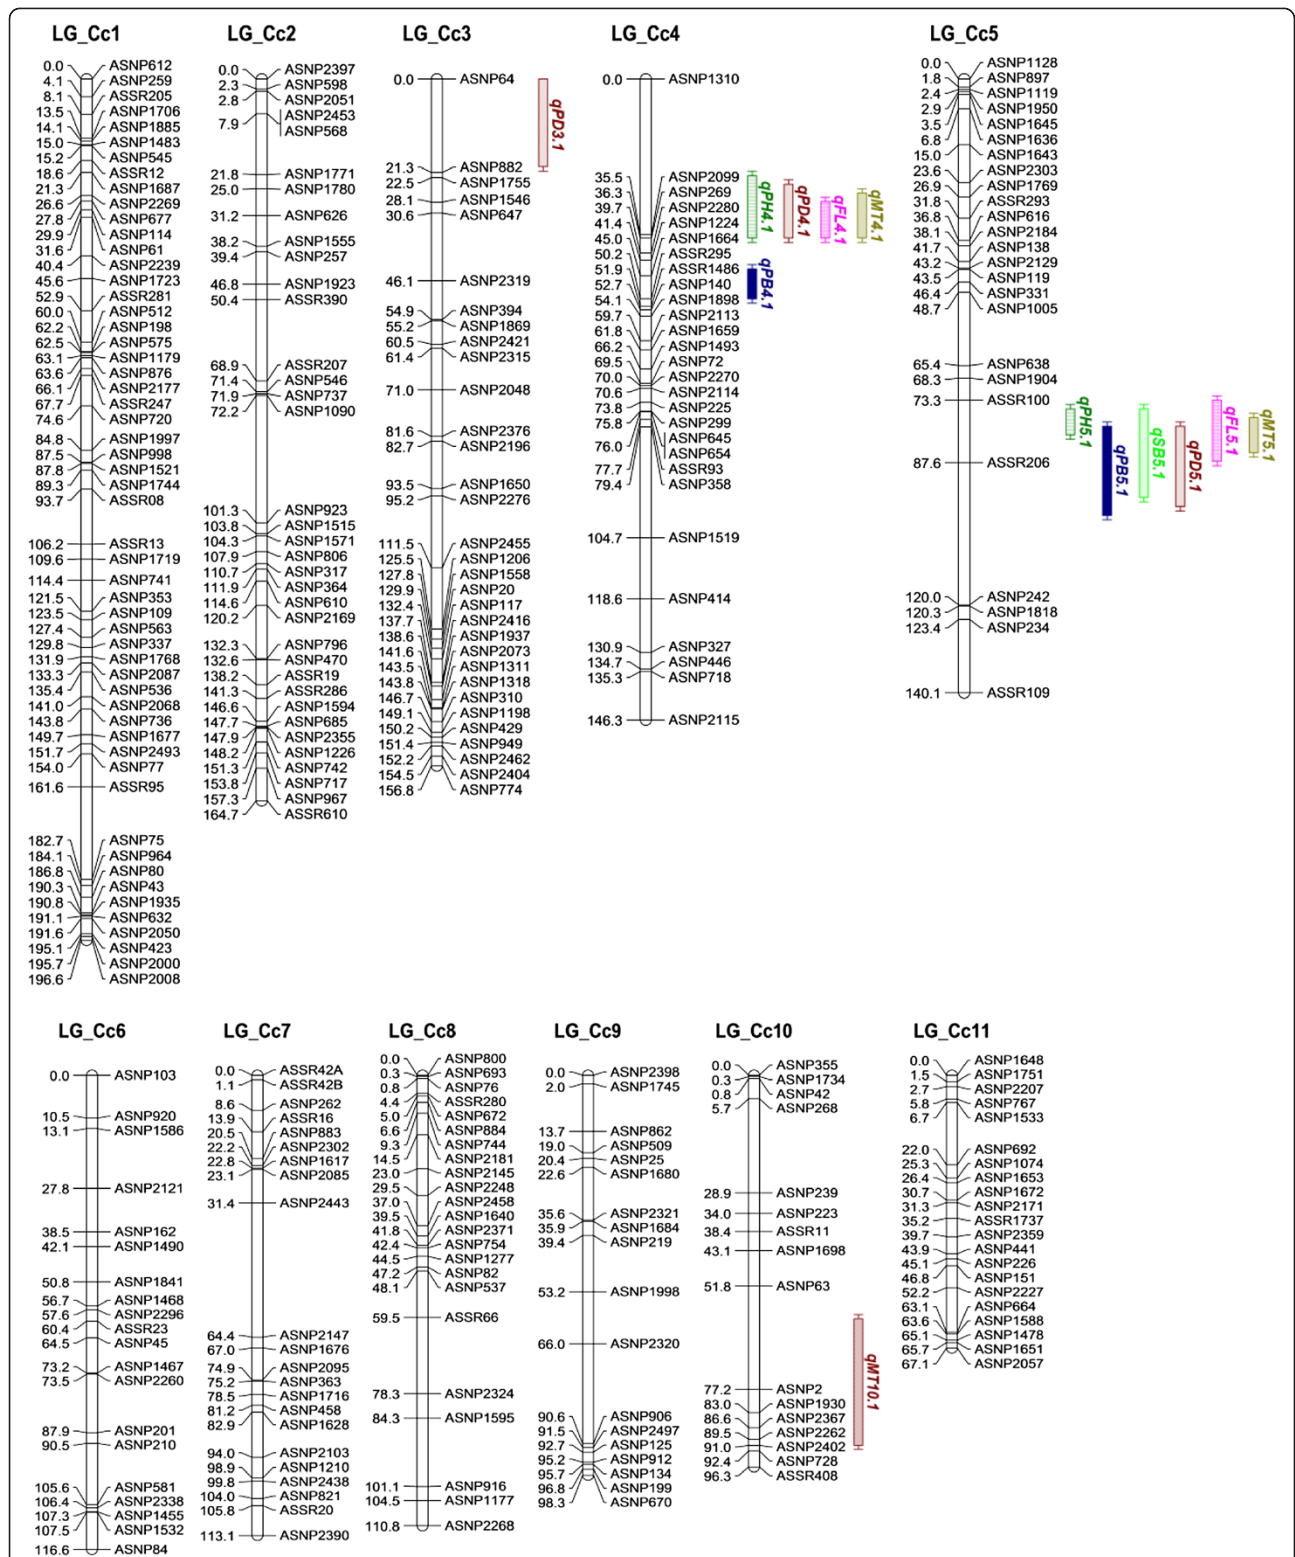 LG_Cc1
0.0 ASNP612
4.1 ASNP259
8.1 ASSR205
13.5 ASNP1706
14.1 ASNP1885
15.0 ASNP1483
15.2 ASNP545
18.6 ASSR12
21.3 ASNP1687
26.6 ASNP2269
27.8 ASNP677
29.9 ASNP114
31.6 ASNP61
40.4 ASNP2239
45.6 ASNP1723
52.9 ASSR281
60.0 ASNP512
62.2 ASNP198
62.5 ASNP575
63.1 ASNP1179
63.6 ASNP876
66.1 ASNP2177
67.7 ASSR247
74.6 ASNP720
84.8 ASNP1997
87.5 ASNP998
87.8 ASNP1521
89.3 ASNP1744
93.7 ASSR08
106.2 ASSR13
109.6 ASNP1719
114.4 ASNP741
121.5 ASNP353
123.5 ASNP109
127.4 ASNP563
129.8 ASNP337
131.9 ASNP1768
133.3 ASNP2087
135.4 ASNP536
141.0 ASNP2068
143.8 ASNP736
149.7 ASNP1677
151.7 ASNP2493
154.0 ASNP77
161.6 ASSR95
182.7 ASNP75
184.1 ASNP964
186.8 ASNP80
190.3 ASNP43
190.8 ASNP1935
191.1 ASNP632
191.6 ASNP2050
195.1 ASNP423
195.7 ASNP2000
196.6 ASNP2008
LG_Cc2
0.0 ASNP2397
2.3 ASNP598
2.8 ASNP2051
7.9 ASNP2453
ASNP568
21.8 ASNP1771
25.0 ASNP1780
31.2 ASNP626
38.2 ASNP1555
39.4 ASNP257
46.8 ASNP1923
50.4 ASSR390
68.9 ASSR207
71.4 ASNP546
71.9 ASNP737
72.2 ASNP1090
101.3 ASNP923
103.8 ASNP1515
104.3 ASNP1571
107.9 ASNP806
110.7 ASNP317
111.9 ASNP364
114.6 ASNP610
120.2 ASNP2169
132.3 ASNP796
132.6 ASNP470
138.2 ASSR19
141.3 ASSR286
146.6 ASNP1594
147.7 ASNP685
147.9 ASNP2355
148.2 ASNP1226
151.3 ASNP742
153.8 ASNP717
157.3 ASNP967
164.7 ASSR610
LG_Cc3
0.0 ASNP64
21.3 ASNP882
22.5 ASNP1755
28.1 ASNP1546
30.6 ASNP647
46.1 ASNP2319
54.9 ASNP394
55.2 ASNP1869
60.5 ASNP2421
61.4 ASNP2315
71.0 ASNP2048
81.6 ASNP2376
82.7 ASNP2196
93.5 ASNP1650
95.2 ASNP2276
111.5 ASNP2455
125.5 ASNP1206
127.8 ASNP1558
129.9 ASNP20
132.4 ASNP117
137.7 ASNP2416
138.6 ASNP1937
141.6 ASNP2073
143.5 ASNP1311
143.8 ASNP1318
146.7 ASNP310
149.1 ASNP1198
150.2 ASNP429
151.4 ASNP949
152.2 ASNP2462
154.5 ASNP2404
156.8 ASNP774
qPD3.1
LG_Cc4
0.0 ASNP1310
35.5 ASNP2099
36.3 ASNP269
39.7 ASNP2280
41.4 ASNP1224
45.0 ASNP1664
50.2 ASSR295
51.9 ASSR1486
52.7 ASNP140
54.1 ASNP1898
59.7 ASNP2113
61.8 ASNP1659
66.2 ASNP1493
69.5 ASNP72
70.0 ASNP2270
70.6 ASNP2114
73.8 ASNP225
75.8 ASNP299
76.0 ASNP645
ASNP654
77.7 ASSR93
79.4 ASNP358
104.7 ASNP1519
118.6 ASNP414
130.9 ASNP327
134.7 ASNP446
135.3 ASNP718
146.3 ASNP2115
qPH4.1
qPD4.1
qFL4.1
qMT4.1
qPB4.1
LG_Cc5
0.0 ASNP1128
1.8 ASNP897
2.4 ASNP1119
2.9 ASNP1950
3.5 ASNP1645
6.8 ASNP1636
15.0 ASNP1643
23.6 ASNP2303
26.9 ASNP1769
31.8 ASSR293
36.8 ASNP616
38.1 ASNP2184
41.7 ASNP138
43.2 ASNP2129
43.5 ASNP119
46.4 ASNP331
48.7 ASNP1005
65.4 ASNP638
68.3 ASNP1904
73.3 ASSR100
87.6 ASSR206
120.0 ASNP242
120.3 ASNP1818
123.4 ASNP234
140.1 ASSR109
qPH5.1
qPB5.1
qSB5.1
qPD5.1
qFL5.1
qMT5.1
LG_Cc6
0.0 ASNP103
10.5 ASNP920
13.1 ASNP1586
27.8 ASNP2121
38.5 ASNP162
42.1 ASNP1490
50.8 ASNP1841
56.7 ASNP1468
57.6 ASNP2296
60.4 ASSR23
64.5 ASNP45
73.2 ASNP1467
73.5 ASNP2260
87.9 ASNP201
90.5 ASNP210
105.6 ASNP581
106.4 ASNP2338
107.3 ASNP1455
107.5 ASNP1532
116.6 ASNP84
LG_Cc7
0.0 ASSR42A
1.1 ASSR42B
8.6 ASNP262
13.9 ASSR16
20.5 ASNP883
22.2 ASNP2302
22.8 ASNP1617
23.1 ASNP2085
31.4 ASNP2443
64.4 ASNP2147
67.0 ASNP1676
74.9 ASNP2095
75.2 ASNP363
78.5 ASNP1716
81.2 ASNP458
82.9 ASNP1628
94.0 ASNP2103
98.9 ASNP1210
99.8 ASNP2438
104.0 ASNP821
105.8 ASSR20
113.1 ASNP2390
LG_Cc8
0.0 ASNP800
0.3 ASNP693
0.8 ASNP76
4.4 ASSR280
5.0 ASNP672
6.6 ASNP884
9.3 ASNP744
14.5 ASNP2181
23.0 ASNP2145
29.5 ASNP2248
37.0 ASNP2458
39.5 ASNP1640
41.8 ASNP2371
42.4 ASNP754
44.5 ASNP1277
47.2 ASNP82
48.1 ASNP537
59.5 ASSR66
78.3 ASNP2324
84.3 ASNP1595
101.1 ASNP916
104.5 ASNP1177
110.8 ASNP2268
LG_Cc9
0.0 ASNP2398
2.0 ASNP1745
13.7 ASNP862
19.0 ASNP509
20.4 ASNP25
22.6 ASNP1680
35.6 ASNP2321
35.9 ASNP1684
39.4 ASNP219
53.2 ASNP1998
66.0 ASNP2320
90.6 ASNP906
91.5 ASNP2497
92.7 ASNP125
95.2 ASNP912
95.7 ASNP134
96.8 ASNP199
98.3 ASNP670
LG_Cc10
0.0 ASNP355
0.3 ASNP1734
0.8 ASNP42
5.7 ASNP268
28.9 ASNP239
34.0 ASNP223
38.4 ASSR11
43.1 ASNP1698
51.8 ASNP63
77.2 ASNP2
83.0 ASNP1930
86.6 ASNP2367
89.5 ASNP2262
91.0 ASNP2402
92.4 ASNP728
96.3 ASSR408
qMT10.1
LG_Cc11
0.0 ASNP1648
1.5 ASNP1751
2.7 ASNP2207
5.8 ASNP767
6.7 ASNP1533
22.0 ASNP692
25.3 ASNP1074
26.4 ASNP1653
30.7 ASNP1672
31.3 ASNP2171
35.2 ASSR1737
39.7 ASNP2359
43.9 ASNP441
45.1 ASNP226
46.8 ASNP151
52.2 ASNP2227
63.1 ASNP664
63.6 ASNP1588
65.1 ASNP1478
65.7 ASNP1651
67.1 ASNP2057